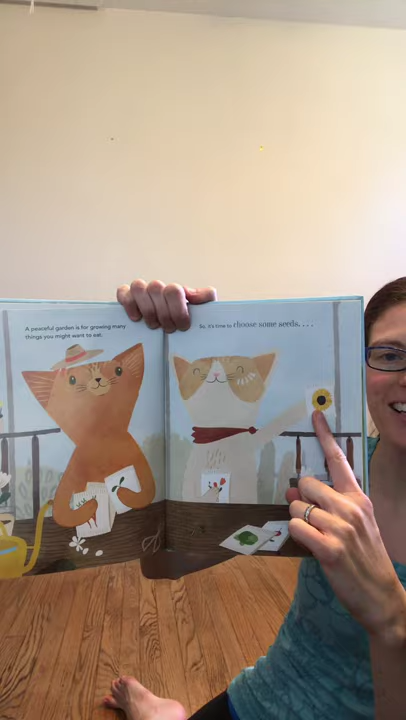 A peaceful garden is for growing many
things you might want to eat.
So, it's time to choose some seeds. . . .